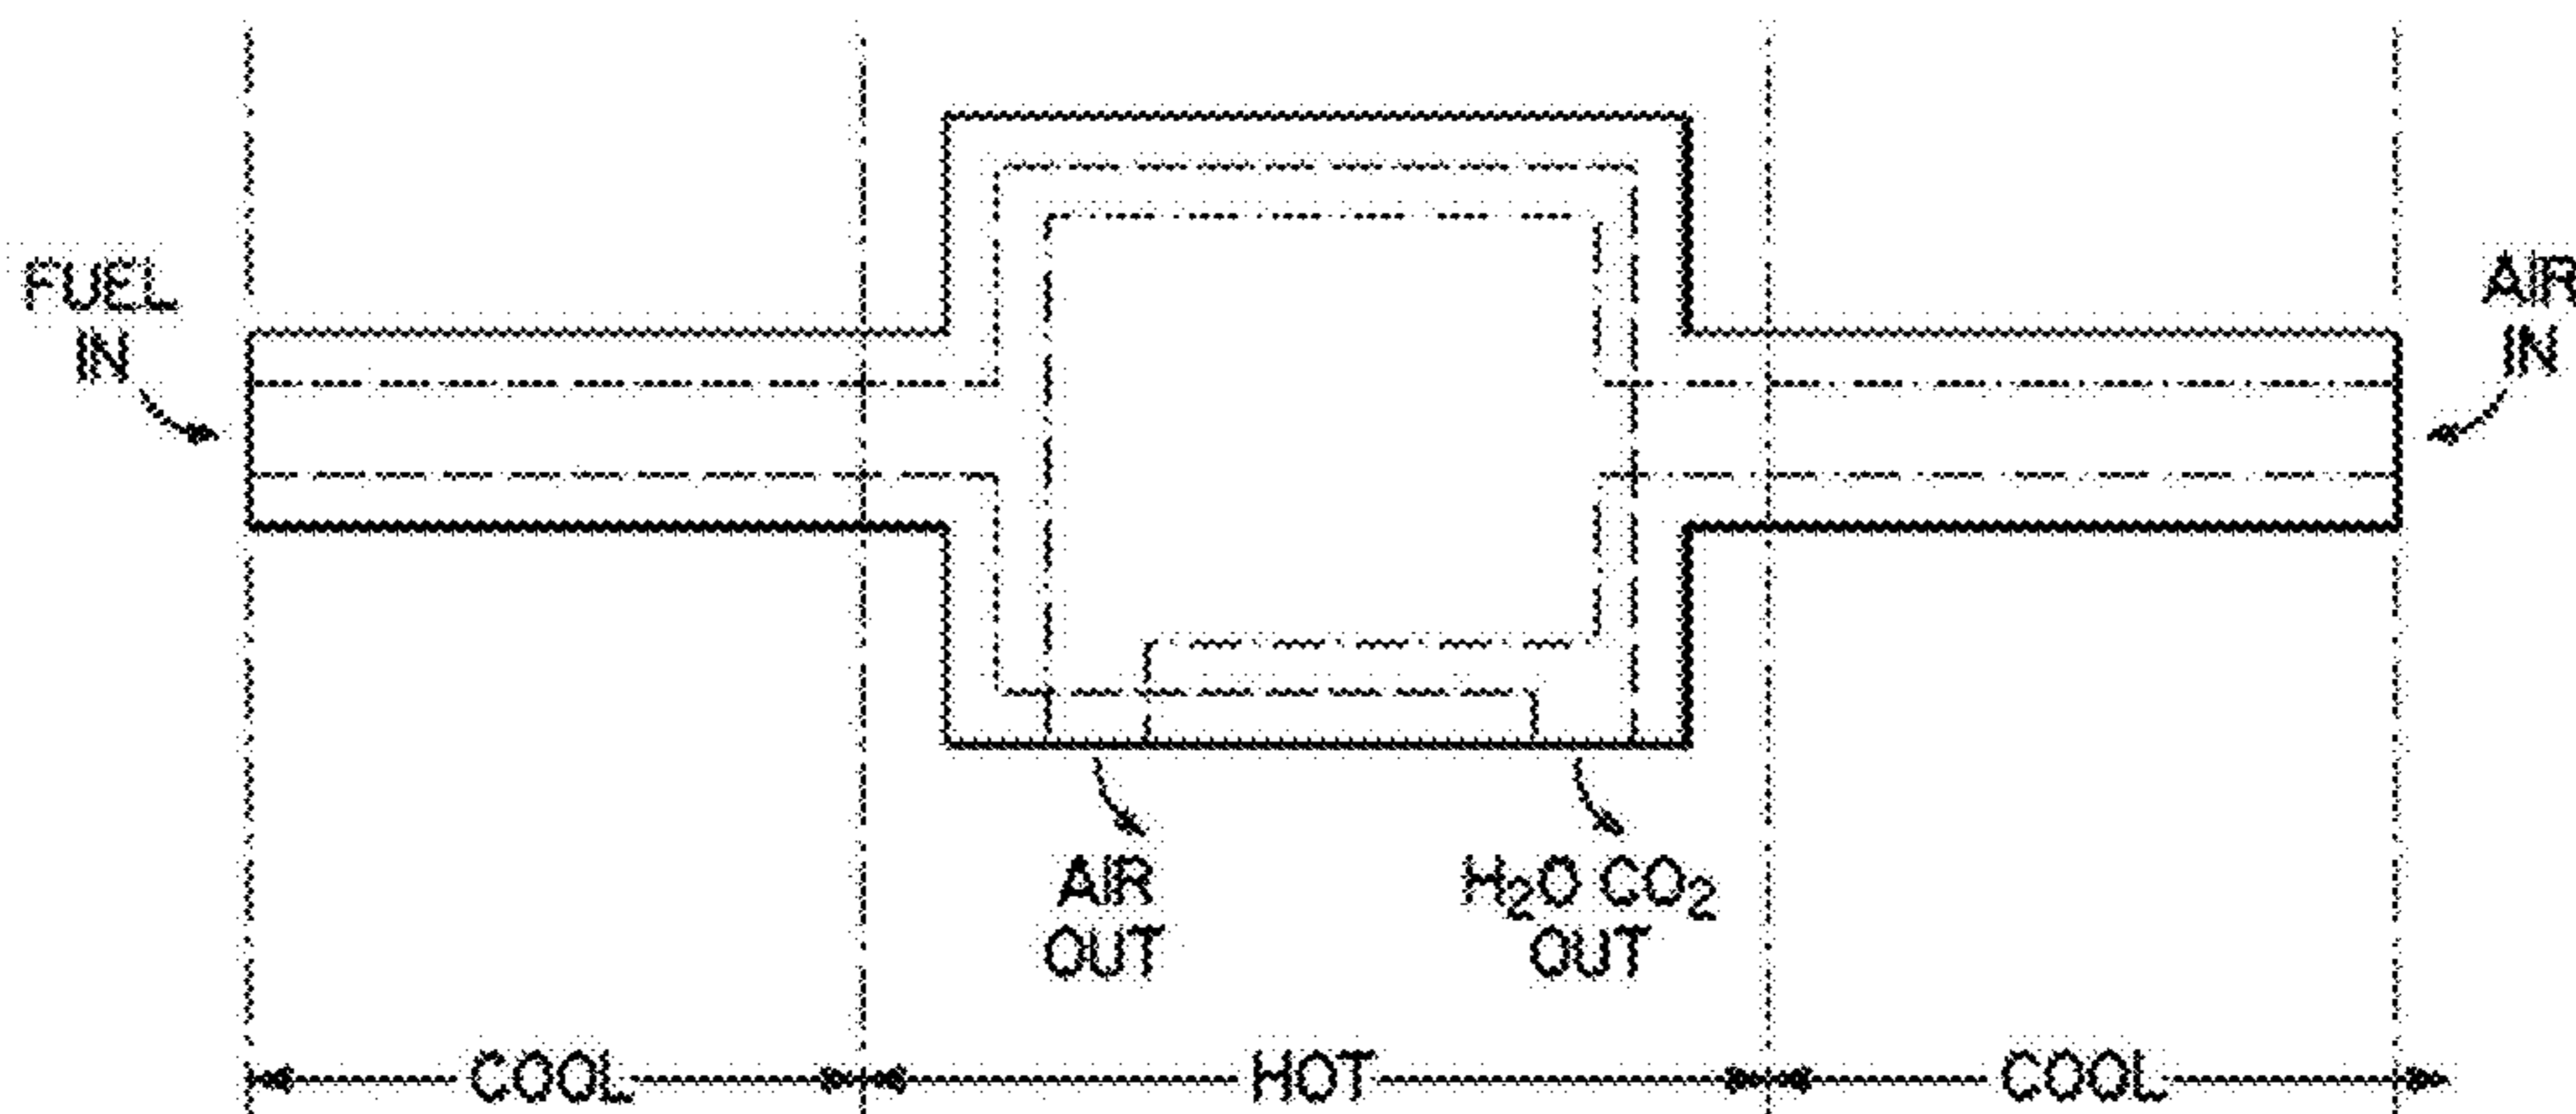 FUEL
IN
AIR
IN
AIR
OUT
H₂O CO₂
OUT
COOL
HOT
COOL